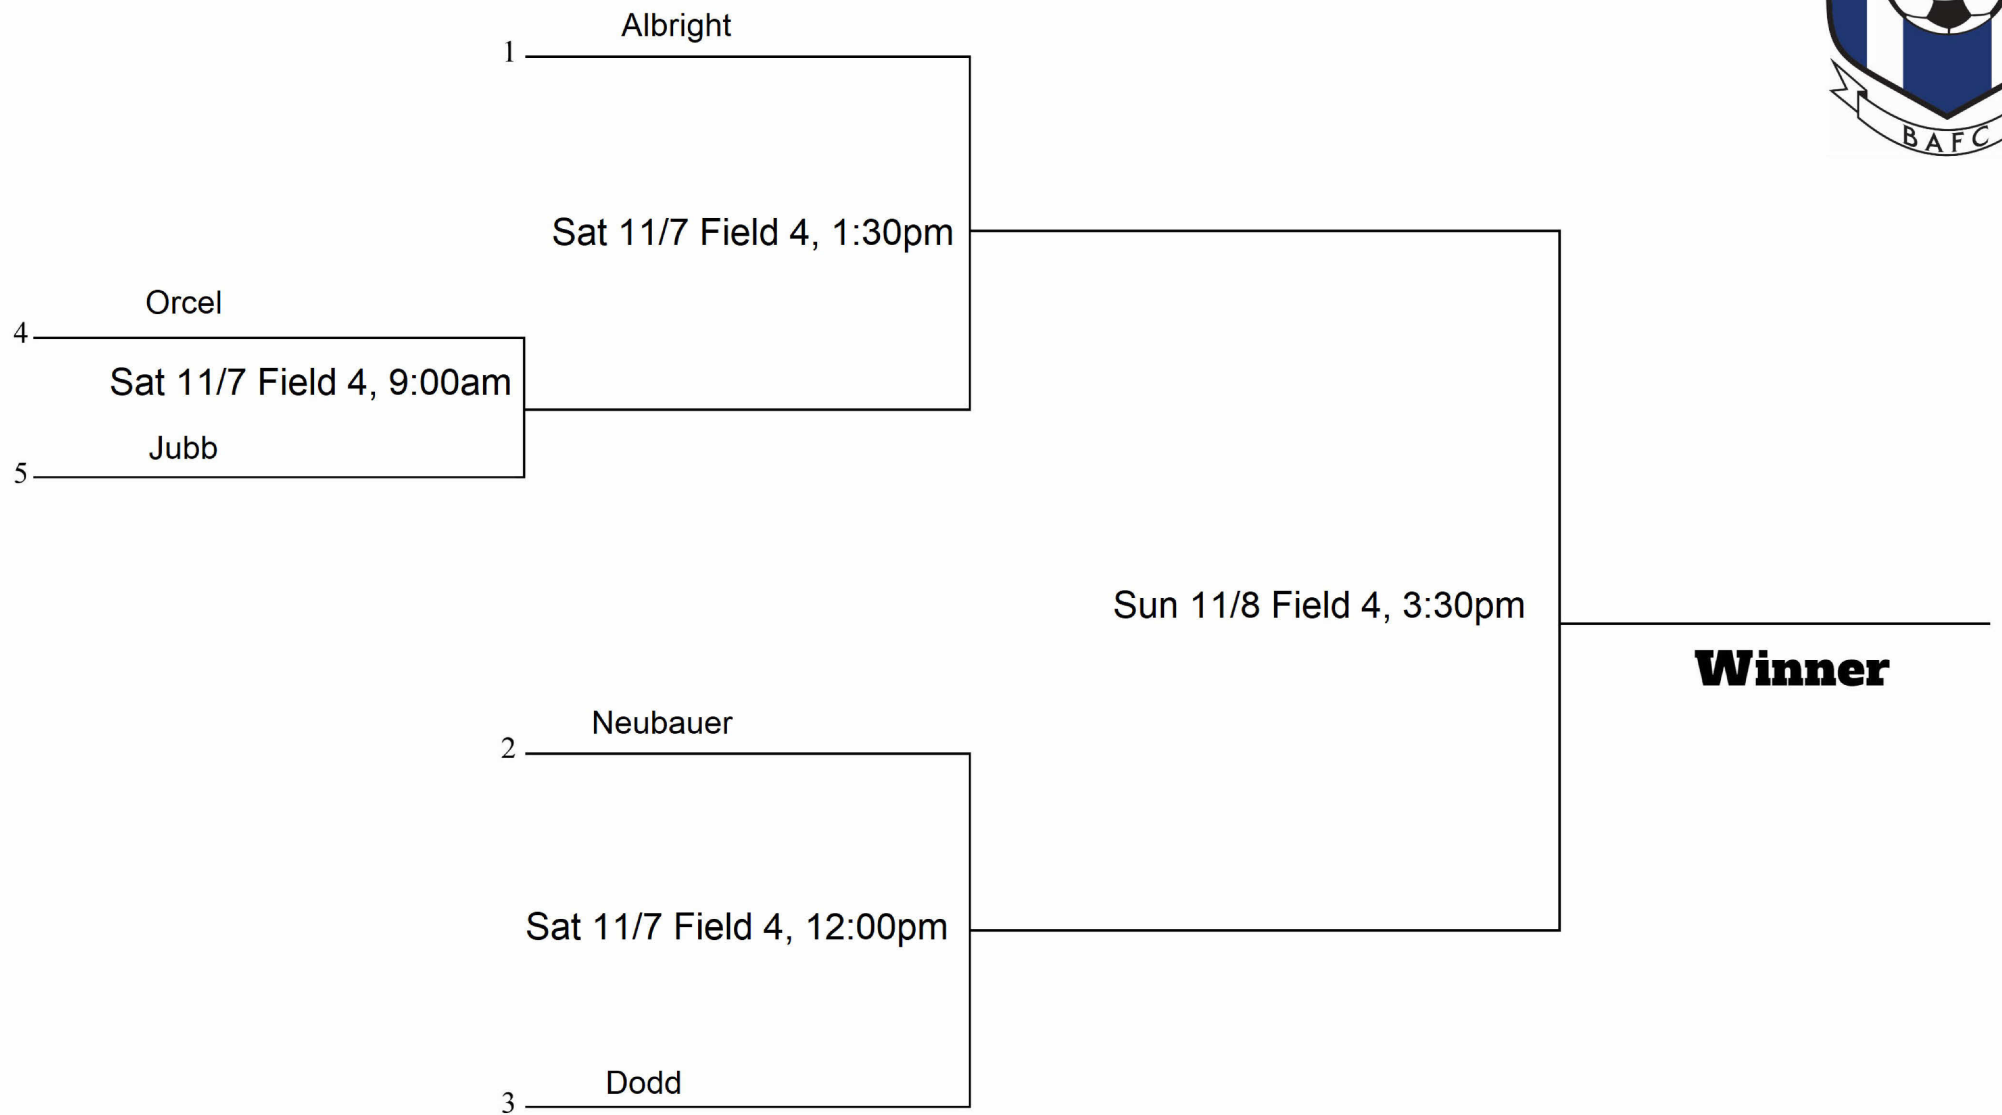 Albright
1
BAFC
Sat 11/7 Field 4, 1:30pm
Orcel
4
Sat 11/7 Field 4, 9:00am
Jubb
5
Sun 11/8 Field 4, 3:30pm
Winner
Neubauer
2
Sat 11/7 Field 4, 12:00pm
Dodd
3